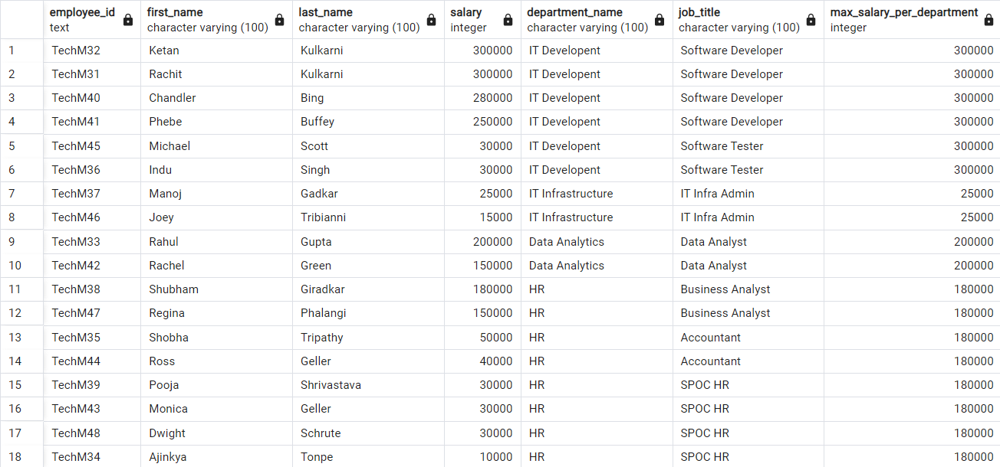 employee_id first_name last_name salary department_name job_title max_salary_per_department
text character varying (100) character varying (100) integer character varying (100) character varying (100) integer
1 TechM32 Ketan Kulkarni 300000 IT Developent Software Developer 300000
2 TechM31 Rachit Kulkarni 300000 IT Developent Software Developer 300000
3 TechM40 Chandler Bing 280000 IT Developent Software Developer 300000
4 TechM41 Phebe Buffey 250000 IT Developent Software Developer 300000
5 TechM45 Michael Scott 30000 IT Developent Software Tester 300000
6 TechM36 Indu Singh 30000 IT Developent Software Tester 300000
7 TechM37 Manoj Gadkar 25000 IT Infrastructure IT Infra Admin 25000
8 TechM46 Joey Tribianni 15000 IT Infrastructure IT Infra Admin 25000
9 TechM33 Rahul Gupta 200000 Data Analytics Data Analyst 200000
10 TechM42 Rachel Green 150000 Data Analytics Data Analyst 200000
11 TechM38 Shubham Giradkar 180000 HR Business Analyst 180000
12 TechM47 Regina Phalangi 150000 HR Business Analyst 180000
13 TechM35 Shobha Tripathy 50000 HR Accountant 180000
14 TechM44 Ross Geller 40000 HR Accountant 180000
15 TechM39 Pooja Shrivastava 30000 HR SPOC HR 180000
16 TechM43 Monica Geller 30000 HR SPOC HR 180000
17 TechM48 Dwight Schrute 30000 HR SPOC HR 180000
18 TechM34 Ajinkya Tonpe 10000 HR SPOC HR 180000